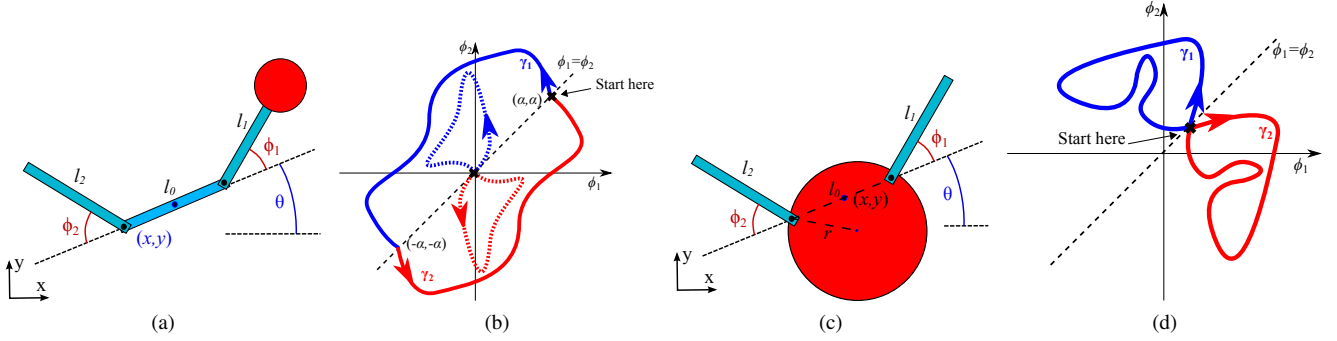 l₂
l₀
l₁
ϕ₁
ϕ₂
(x,y)
θ
y
x
(a)
ϕ₂
γ₁
ϕ₁=ϕ₂
Start here
(α,α)
ϕ₁
(-α,-α)
γ₂
(b)
l₂
l₁
l₀
ϕ₁
(x,y)
θ
ϕ₂
r
y
x
(c)
ϕ₂
γ₁
ϕ₁=ϕ₂
Start here
γ₂
ϕ₁
(d)